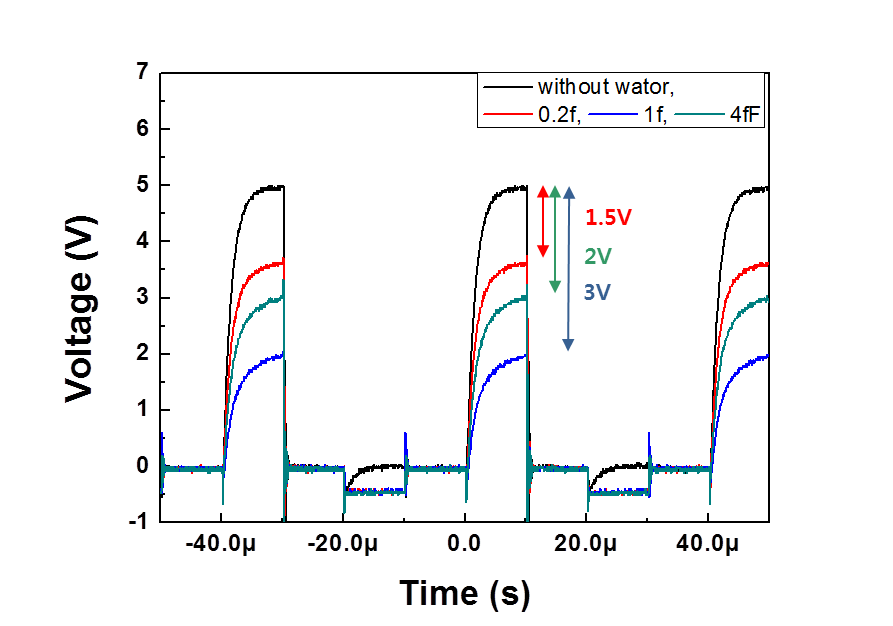 7
6
5
4
3
2
1
0
-1
Voltage (V)
without wator,
0.2f, 1f, 4fF
1.5V
2V
3V
-40.0µ -20.0µ 0.0 20.0µ 40.0µ
Time (s)